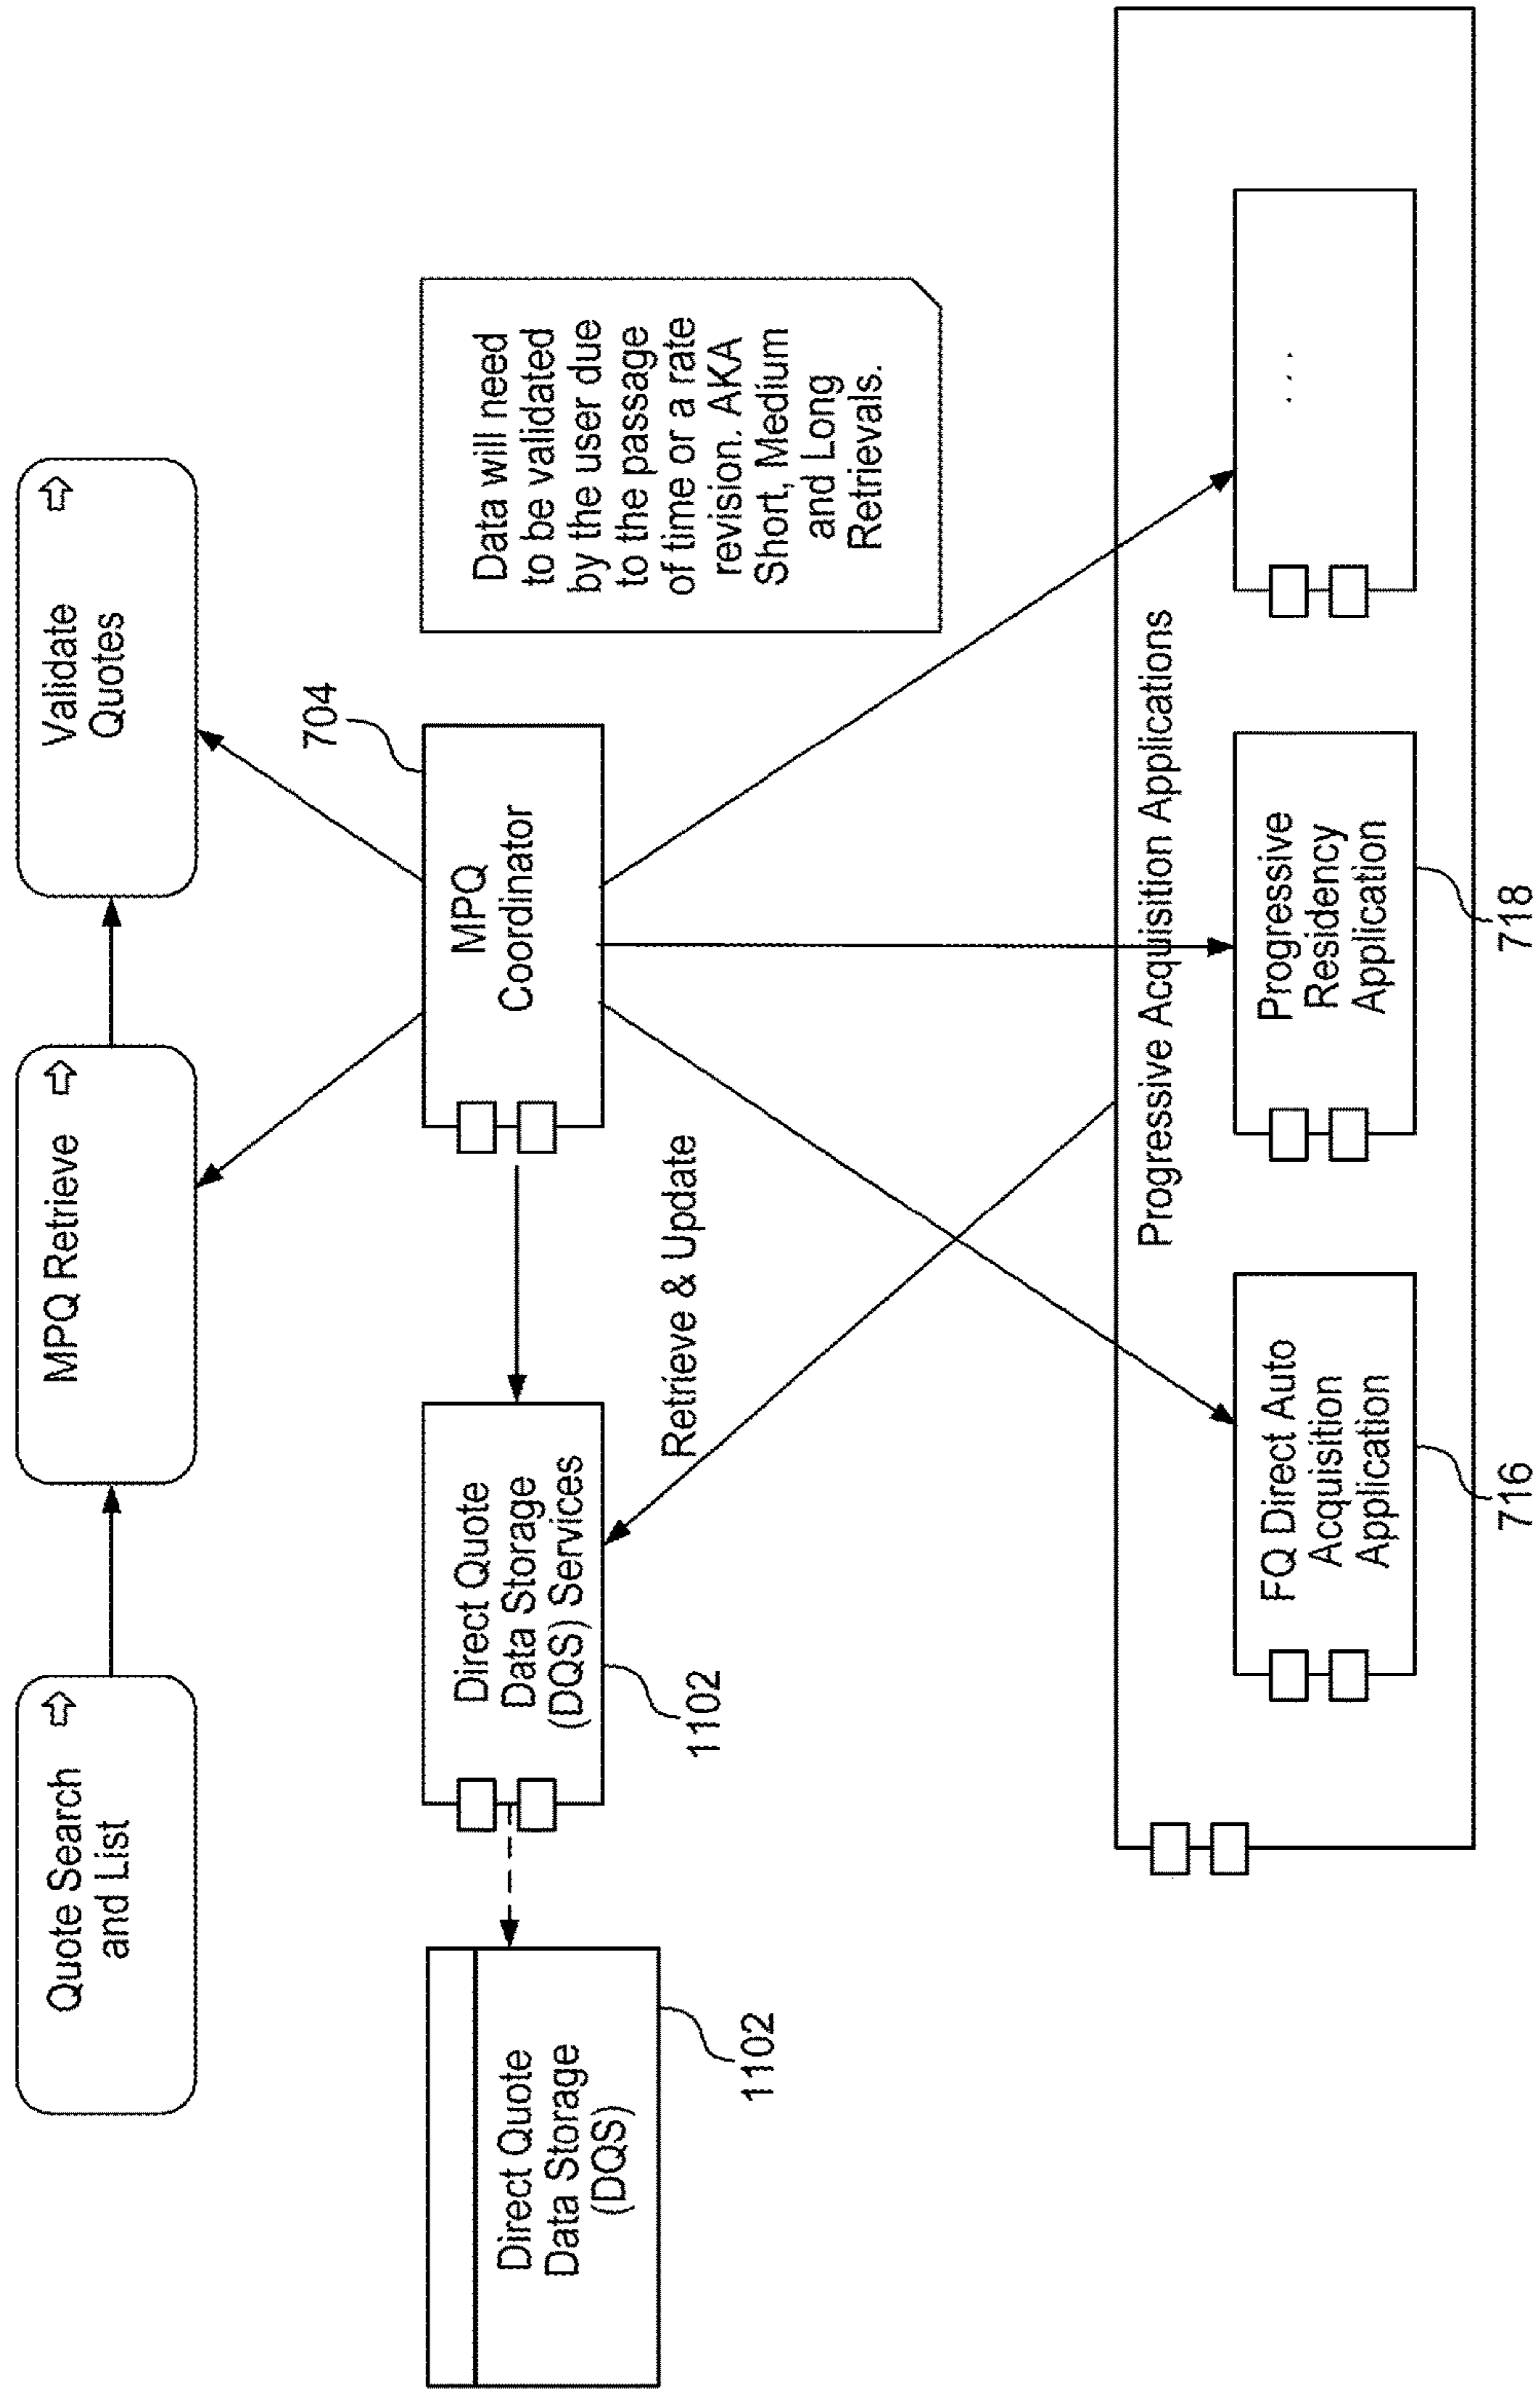 Quote Search
and List
MPQ Retrieve
Validate
Quotes
Direct Quote
Data Storage
(DQS)
1102
Direct Quote
Data Storage
(DQS) Services
1102
Retrieve & Update
MPQ
Coordinator
704
Data will need
to be validated
by the user due
to the passage
of time or a rate
revision. AKA
Short, Medium
and Long
Retrievals.
Progressive Acquisition Applications
FQ Direct Auto
Acquisition
Application
716
Progressive
Residency
Application
718
...